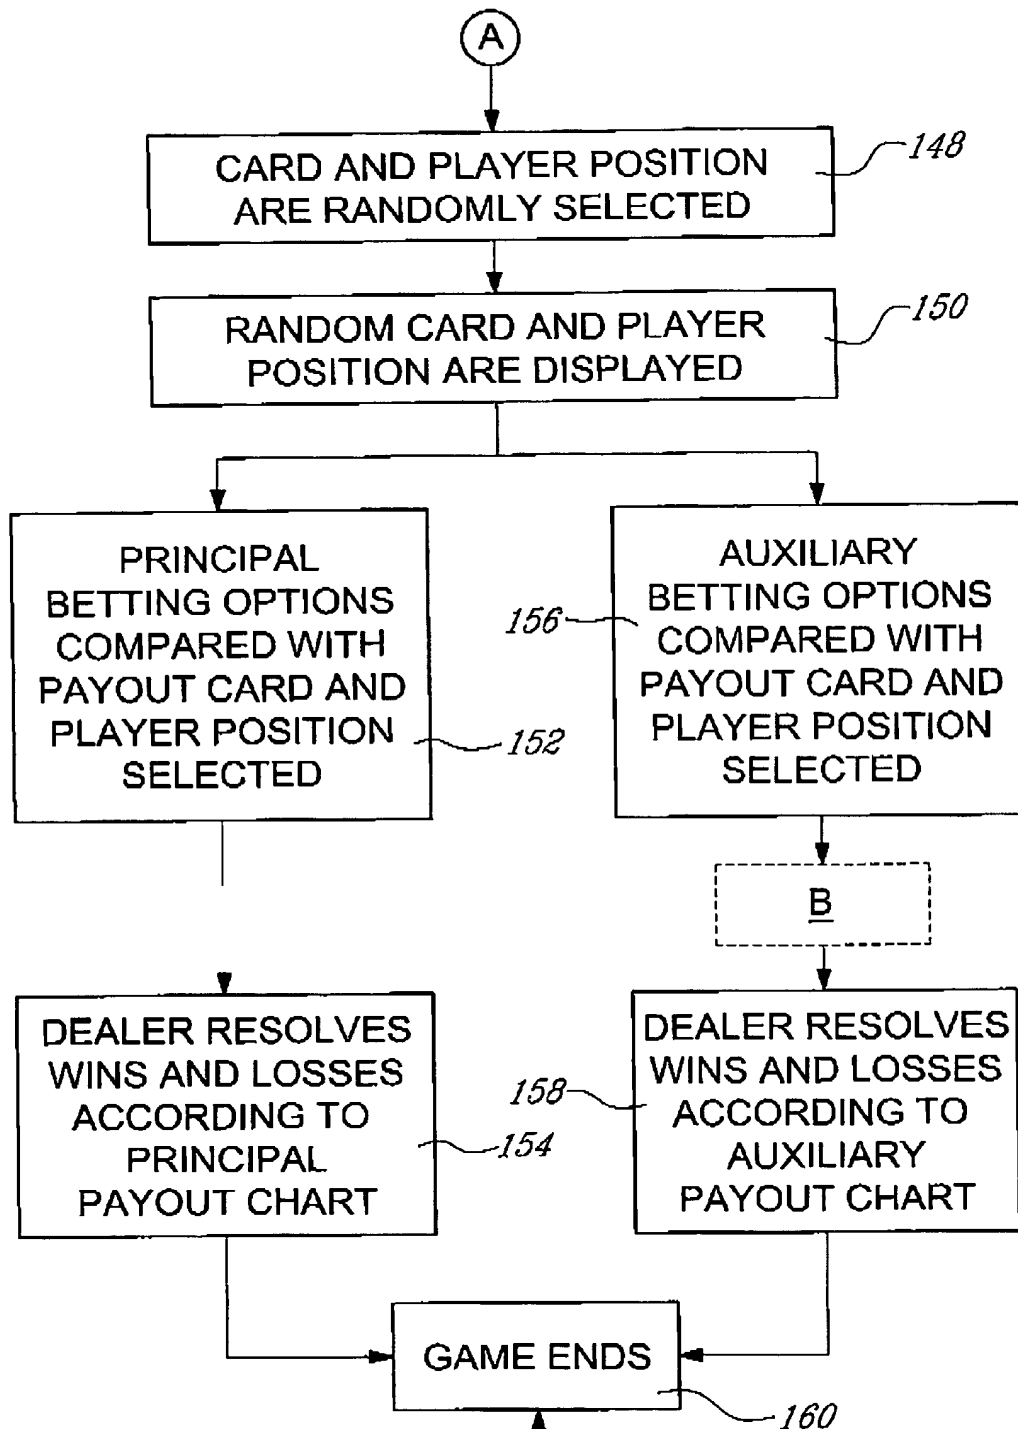 A
CARD AND PLAYER POSITION
ARE RANDOMLY SELECTED
148
RANDOM CARD AND PLAYER
POSITION ARE DISPLAYED
150
PRINCIPAL
BETTING OPTIONS
COMPARED WITH
PAYOUT CARD AND
PLAYER POSITION
SELECTED
152
AUXILIARY
BETTING OPTIONS
COMPARED WITH
PAYOUT CARD AND
PLAYER POSITION
SELECTED
156
B
DEALER RESOLVES
WINS AND LOSSES
ACCORDING TO
PRINCIPAL
PAYOUT CHART
154
DEALER RESOLVES
WINS AND LOSSES
ACCORDING TO
AUXILIARY
PAYOUT CHART
158
GAME ENDS
160